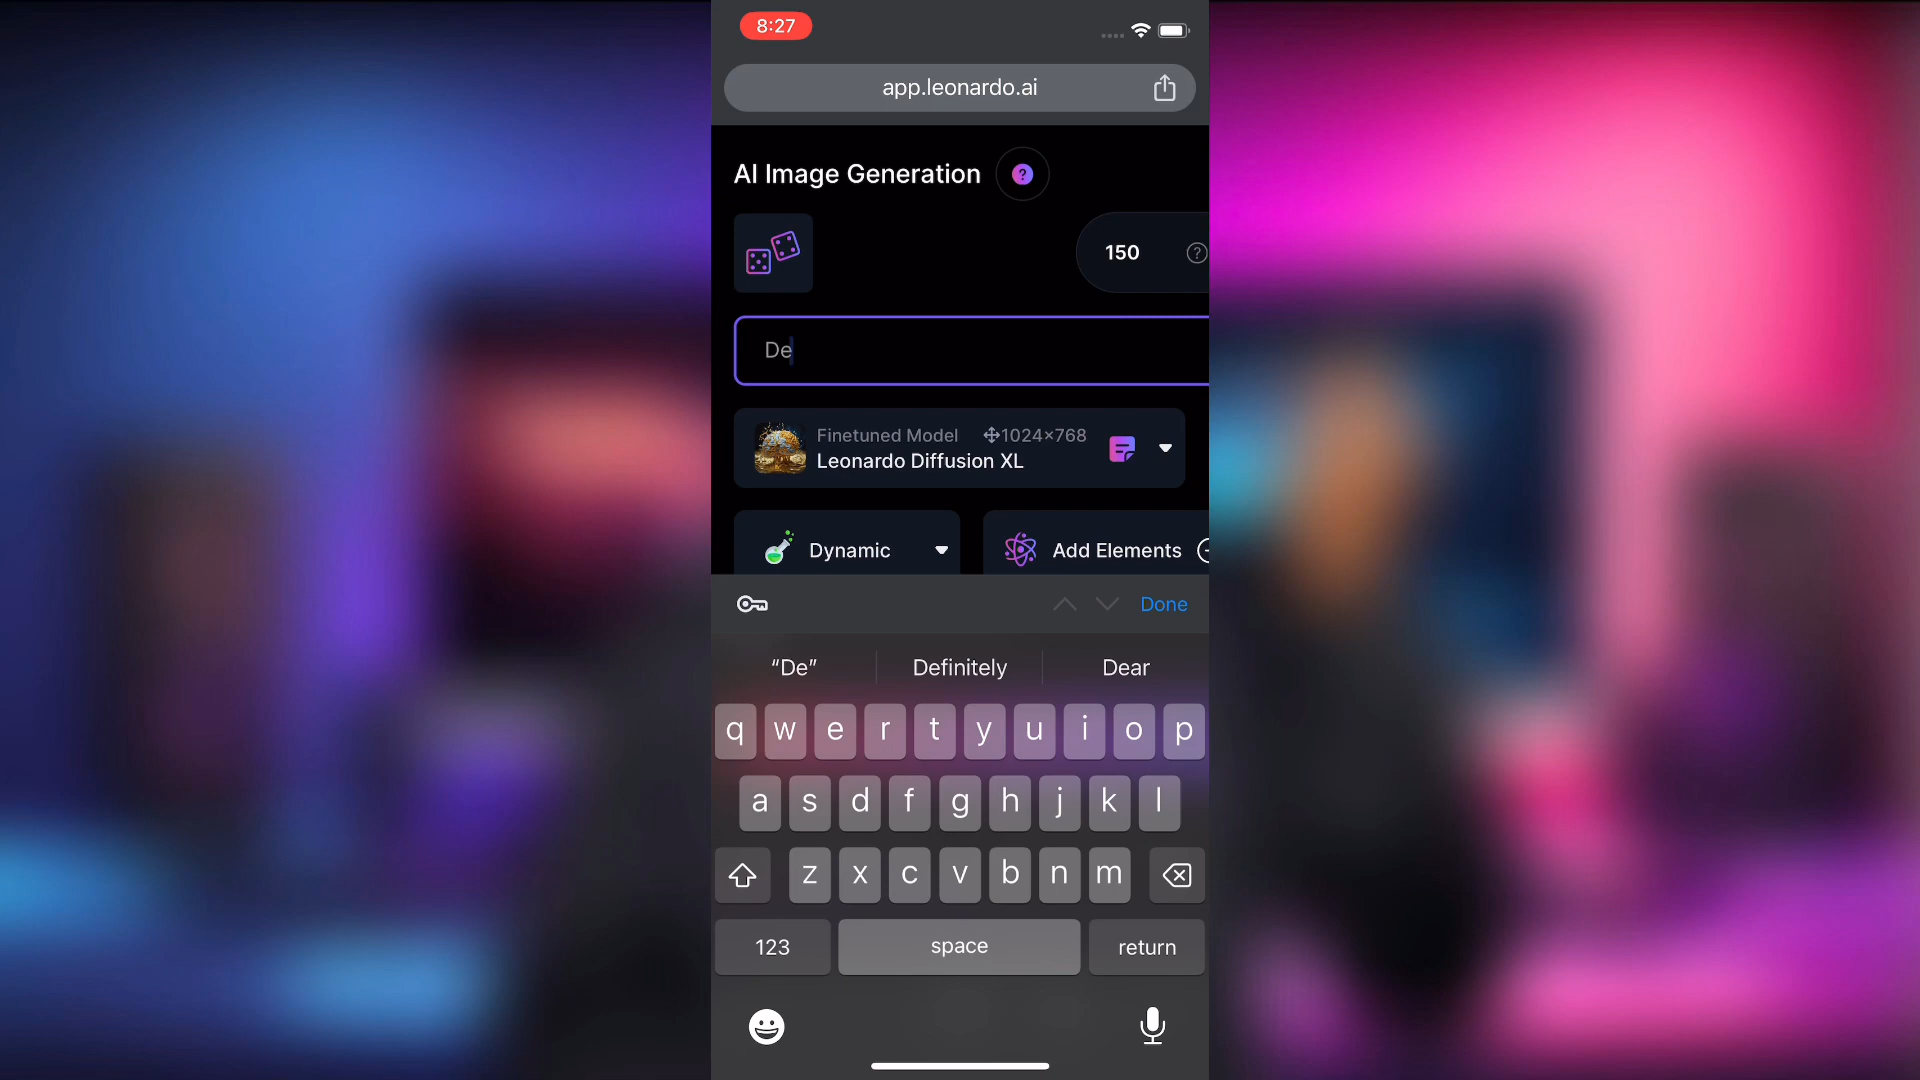 8:27
app.leonardo.ai
AI Image Generation
?
150
?
De
Finetuned Model 1024×768
Leonardo Diffusion XL
Dynamic
Add Elements
Done
“De” Definitely Dear
q w e r t y u i o p
a s d f g h j k l
z x c v b n m
123 space return